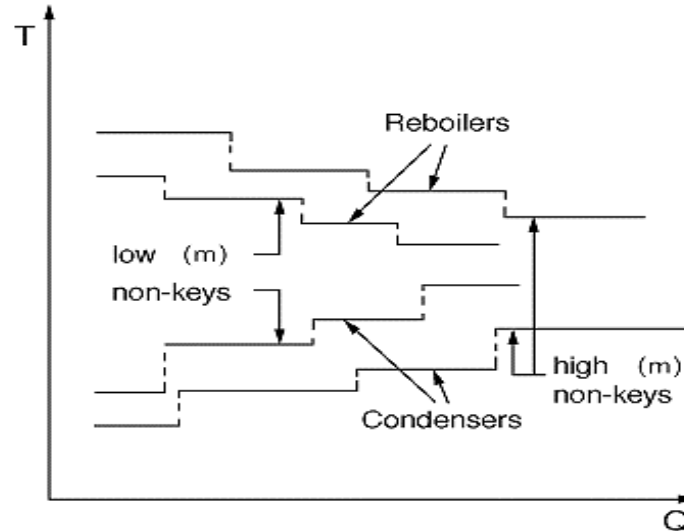 T
Reboilers
low (m)
non-keys
high (m)
non-keys
Condensers
Q